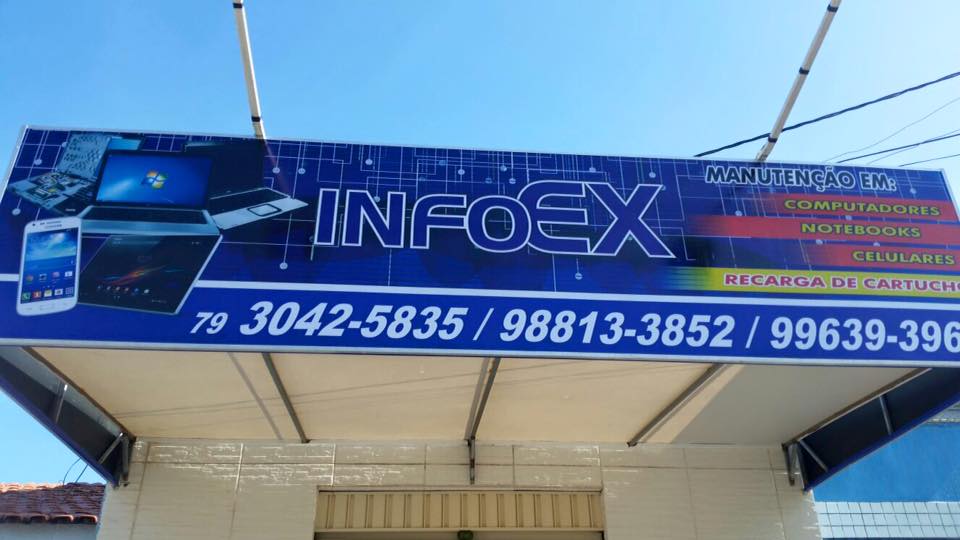 INFOEX
MANUTENÇÃO EM:
COMPUTADORES
NOTEBOOKS
CELULARES
RECARGA DE CARTUCHO
79 3042-5835 / 98813-3852 / 99639-396